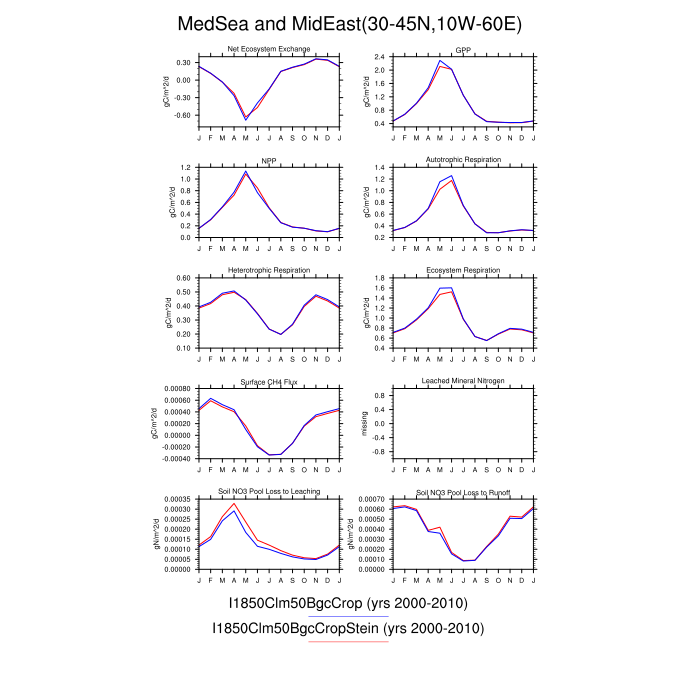 MedSea and MidEast(30-45N,10W-60E)
Net Ecosystem Exchange
GPP
gC/m^2/d
0.30
0.00
-0.30
-0.60
J F M A M J J A S O N D J
gC/m^2/d
2.4
2.0
1.6
1.2
0.8
0.4
J F M A M J J A S O N D J
NPP
Autotrophic Respiration
gC/m^2/d
1.2
1.0
0.8
0.6
0.4
0.2
0.0
J F M A M J J A S O N D J
gC/m^2/d
1.4
1.2
1.0
0.8
0.6
0.4
0.2
J F M A M J J A S O N D J
Heterotrophic Respiration
Ecosystem Respiration
gC/m^2/d
0.60
0.50
0.40
0.30
0.20
0.10
J F M A M J J A S O N D J
gC/m^2/d
1.8
1.6
1.4
1.2
1.0
0.8
0.6
0.4
J F M A M J J A S O N D J
Surface CH4 Flux
Leached Mineral Nitrogen
gC/m^2/d
0.00080
0.00060
0.00040
0.00020
0.00000
-0.00020
-0.00040
J F M A M J J A S O N D J
missing
0.8
0.4
-0.0
-0.4
-0.8
J F M A M J J A S O N D J
Soil NO3 Pool Loss to Leaching
Soil NO3 Pool Loss to Runoff
gN/m^2/d
0.00035
0.00030
0.00025
0.00020
0.00015
0.00010
0.00005
0.00000
J F M A M J J A S O N D J
gN/m^2/d
0.00070
0.00060
0.00050
0.00040
0.00030
0.00020
0.00010
0.00000
J F M A M J J A S O N D J
I1850Clm50BgcCrop (yrs 2000-2010)
I1850Clm50BgcCropStein (yrs 2000-2010)